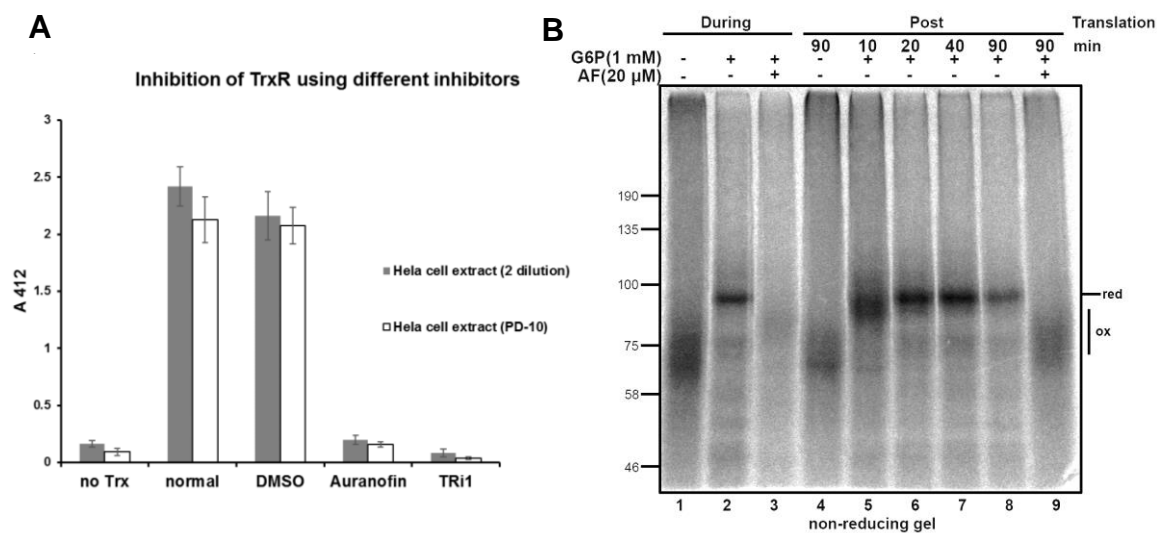 A
Inhibition of TrxR using different inhibitors
3
2.5
2
1.5
1
0.5
0
A 412
Hela cell extract (2 dilution)
Hela cell extract (PD-10)
no Trx normal DMSO Auranofin TRi1
B
During Post Translation
90 10 20 40 90 90 min
G6P(1 mM) - + + - + + + + +
AF(20 µM) - - + - - - - - +
190
135
100
75
58
46
red
ox
1 2 3 4 5 6 7 8 9
non-reducing gel